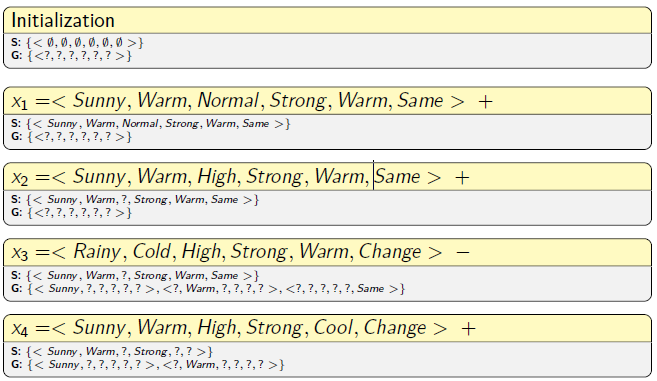 Initialization
S: {< ∅, ∅, ∅, ∅, ∅, ∅ >}
G: {<?, ?, ?, ?, ?, ? >}
x₁ =< Sunny, Warm, Normal, Strong, Warm, Same > +
S: {< Sunny, Warm, Normal, Strong, Warm, Same >}
G: {<?, ?, ?, ?, ?, ? >}
x₂ =< Sunny, Warm, High, Strong, Warm, Same > +
S: {< Sunny, Warm, ?, Strong, Warm, Same >}
G: {<?, ?, ?, ?, ?, ? >}
x₃ =< Rainy, Cold, High, Strong, Warm, Change > −
S: {< Sunny, Warm, ?, Strong, Warm, Same >}
G: {< Sunny, ?, ?, ?, ?, ? >, <?, Warm, ?, ?, ?, ? >, <?, ?, ?, ?, ?, Same >}
x₄ =< Sunny, Warm, High, Strong, Cool, Change > +
S: {< Sunny, Warm, ?, Strong, ?, ? >}
G: {< Sunny, ?, ?, ?, ?, ? >, <?, Warm, ?, ?, ?, ? >}